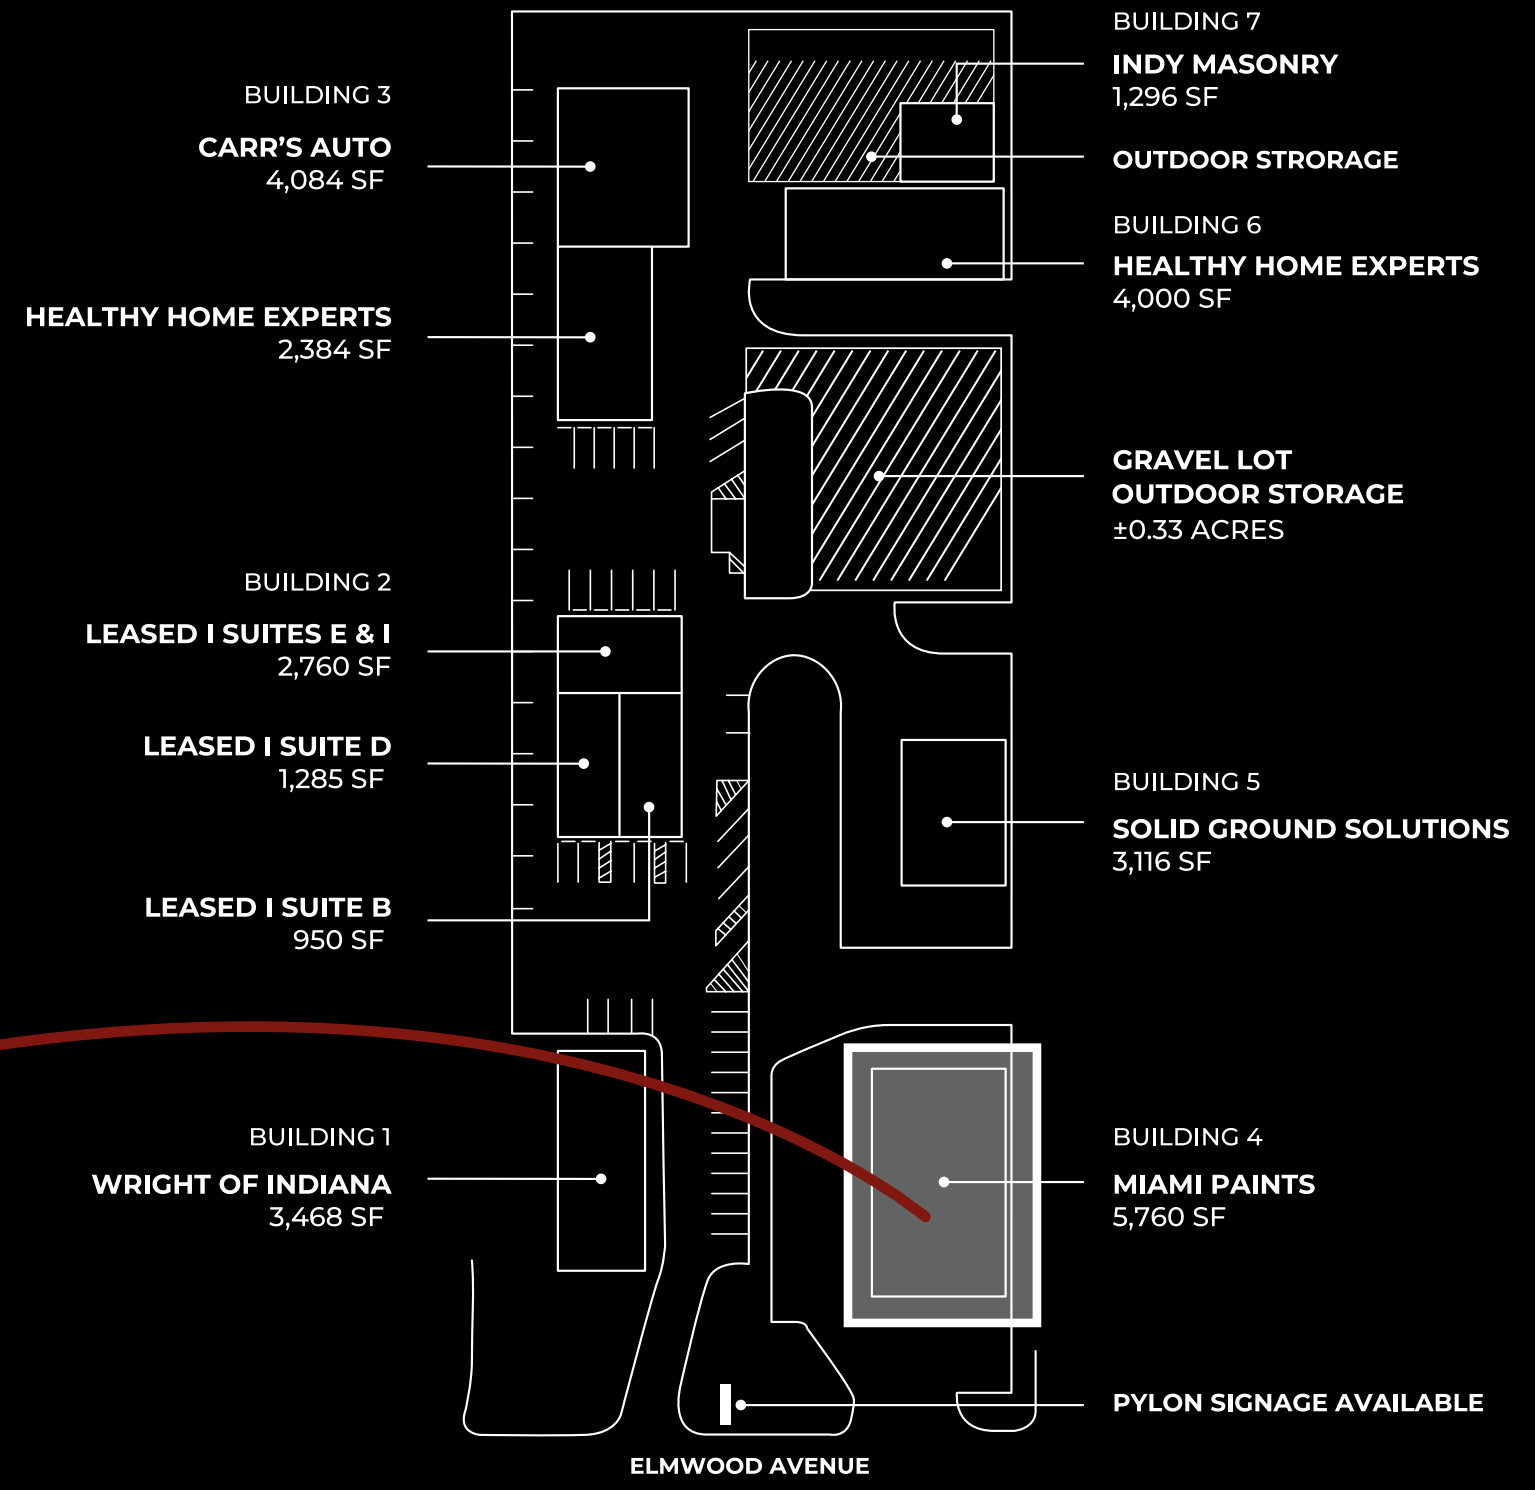 BUILDING 3
CARR'S AUTO
4,084 SF
HEALTHY HOME EXPERTS
2,384 SF
BUILDING 2
LEASED I SUITES E & I
2,760 SF
LEASED I SUITE D
1,285 SF
LEASED I SUITE B
950 SF
BUILDING 1
WRIGHT OF INDIANA
3,468 SF
BUILDING 7
INDY MASONRY
1,296 SF
OUTDOOR STRORAGE
BUILDING 6
HEALTHY HOME EXPERTS
4,000 SF
GRAVEL LOT
OUTDOOR STORAGE
±0.33 ACRES
BUILDING 5
SOLID GROUND SOLUTIONS
3,116 SF
BUILDING 4
MIAMI PAINTS
5,760 SF
PYLON SIGNAGE AVAILABLE
ELMWOOD AVENUE